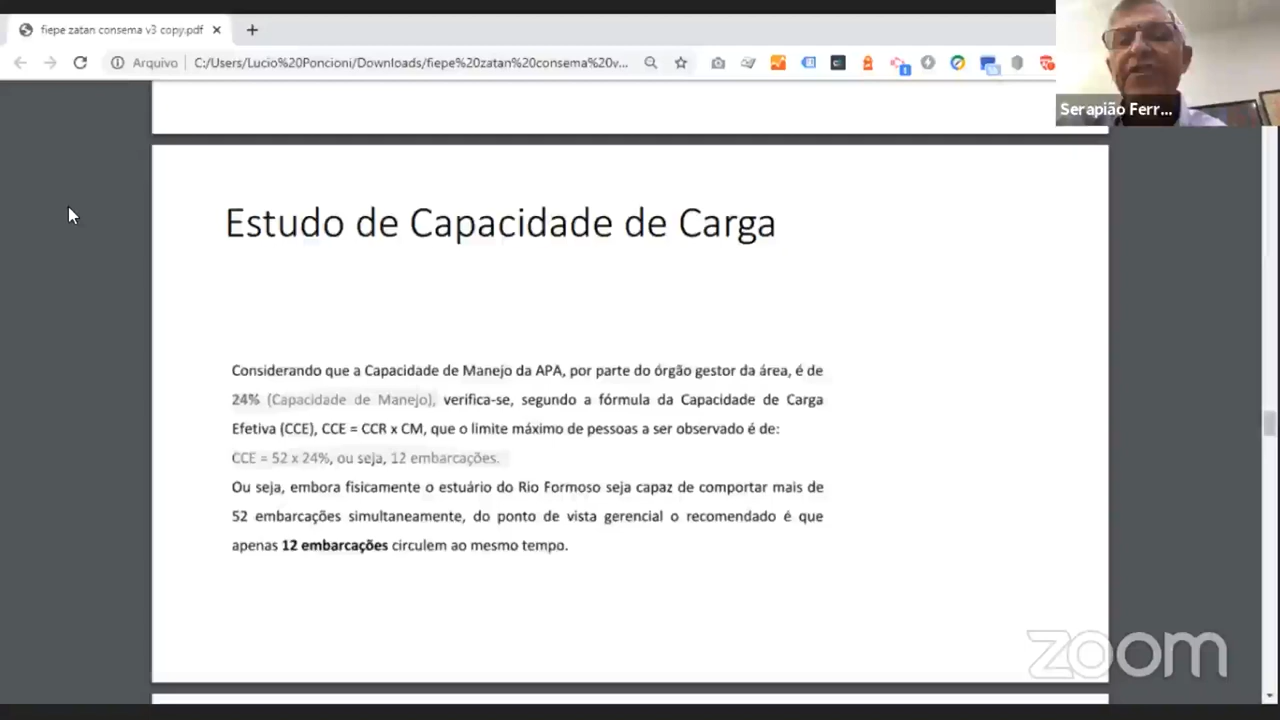 fiepe zatan consema v3 copy.pdf
Arquivo
C:/Users/Lucio%20Poncioni/Downloads/fiepe%20zatan%20consema%20v...
Serapião Ferr...
Estudo de Capacidade de Carga
Considerando que a Capacidade de Manejo da APA, por parte do órgão gestor da área, é de
24% (Capacidade de Manejo), verifica-se, segundo a fórmula da Capacidade de Carga
Efetiva (CCE), CCE = CCR x CM, que o limite máximo de pessoas a ser observado é de:
CCE = 52 x 24%, ou seja, 12 embarcações.
Ou seja, embora fisicamente o estuário do Rio Formoso seja capaz de comportar mais de
52 embarcações simultaneamente, do ponto de vista gerencial o recomendado é que
apenas 12 embarcações circulem ao mesmo tempo.
zoom